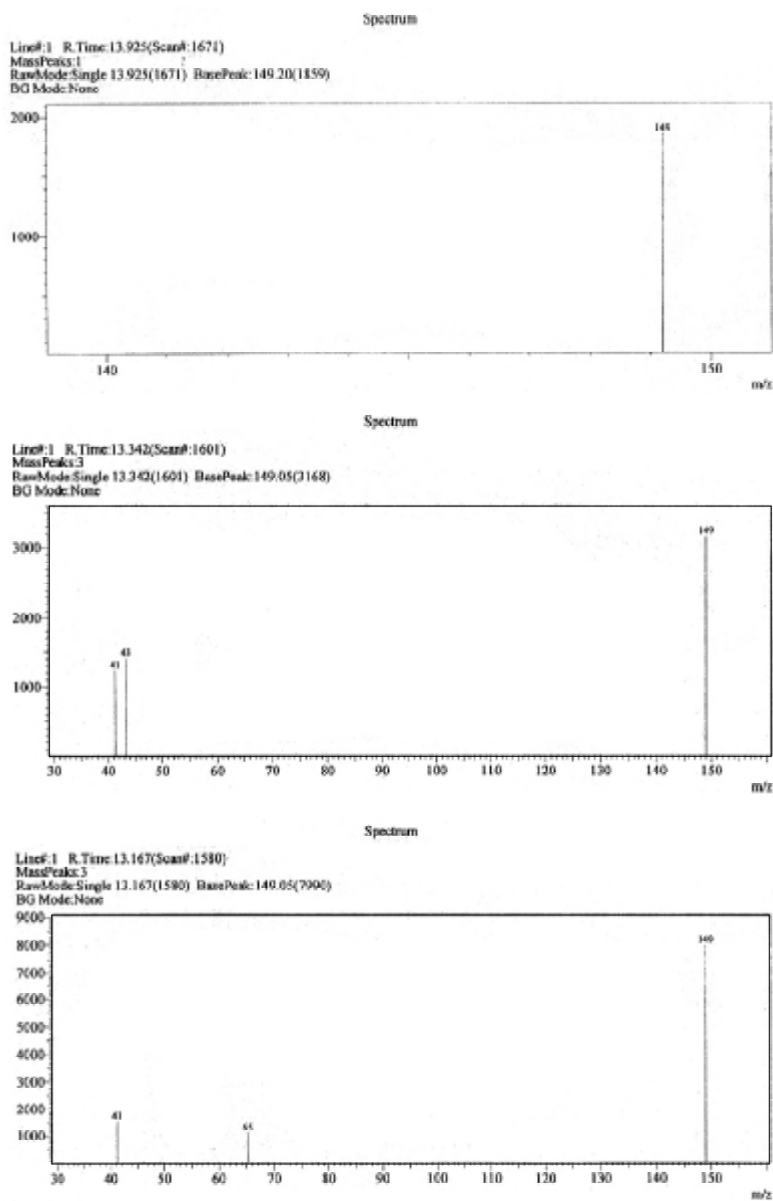 Spectrum
Line#:1 R.Time:13.925(Scan#:1671)
MassPeaks:1
RawMode:Single 13.925(1671) BasePeak:149.20(1859)
BG Mode:None
2000
1000
140
150
m/z
Spectrum
Line#:1 R.Time:13.342(Scan#:1601)
MassPeaks:3
RawMode:Single 13.342(1601) BasePeak:149.05(3168)
BG Mode:None
149
3000
2000
43
41
1000
30 40 50 60 70 80 90 100 110 120 130 140 150
m/z
Spectrum
Line#:1 R.Time:13.167(Scan#:1580)
MassPeaks:3
RawMode:Single 13.167(1580) BasePeak:149.05(7990)
BG Mode:None
9000
8000
7000
6000
5000
4000
3000
2000
41
65
1000
30 40 50 60 70 80 90 100 110 120 130 140 150
m/z